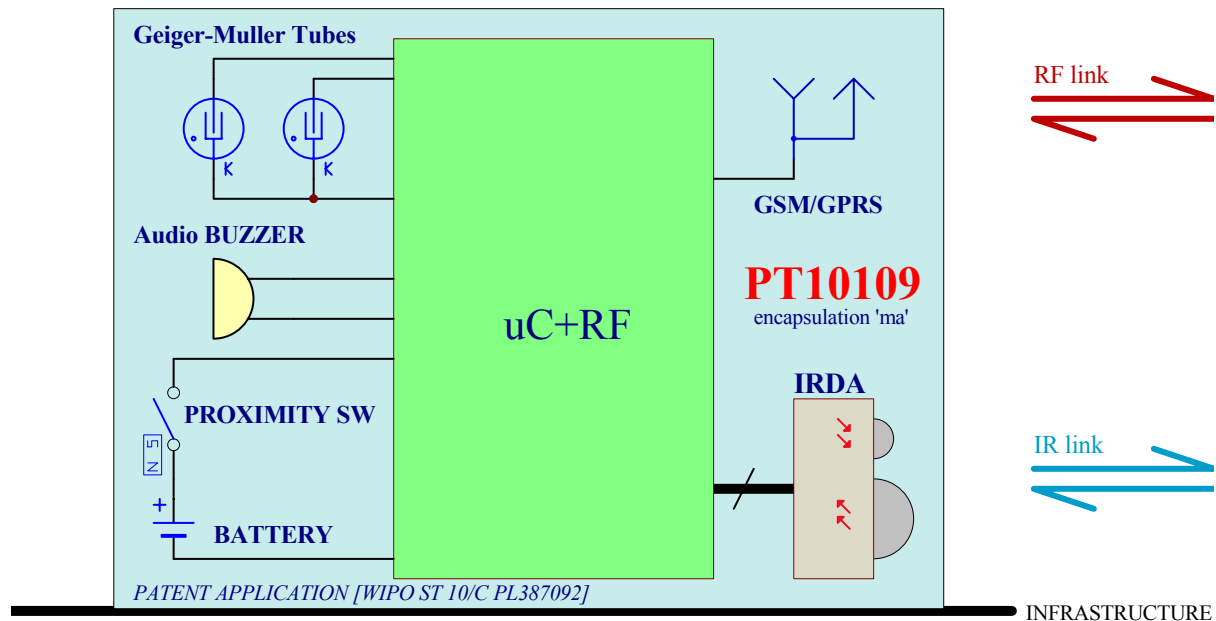 Geiger-Muller Tubes
K
K
Audio BUZZER
PROXIMITY SW
S
N
+
BATTERY
uC+RF
GSM/GPRS
PT10109
encapsulation 'ma'
IRDA
PATENT APPLICATION [WIPO ST 10/C PL387092]
RF link
IR link
INFRASTRUCTURE